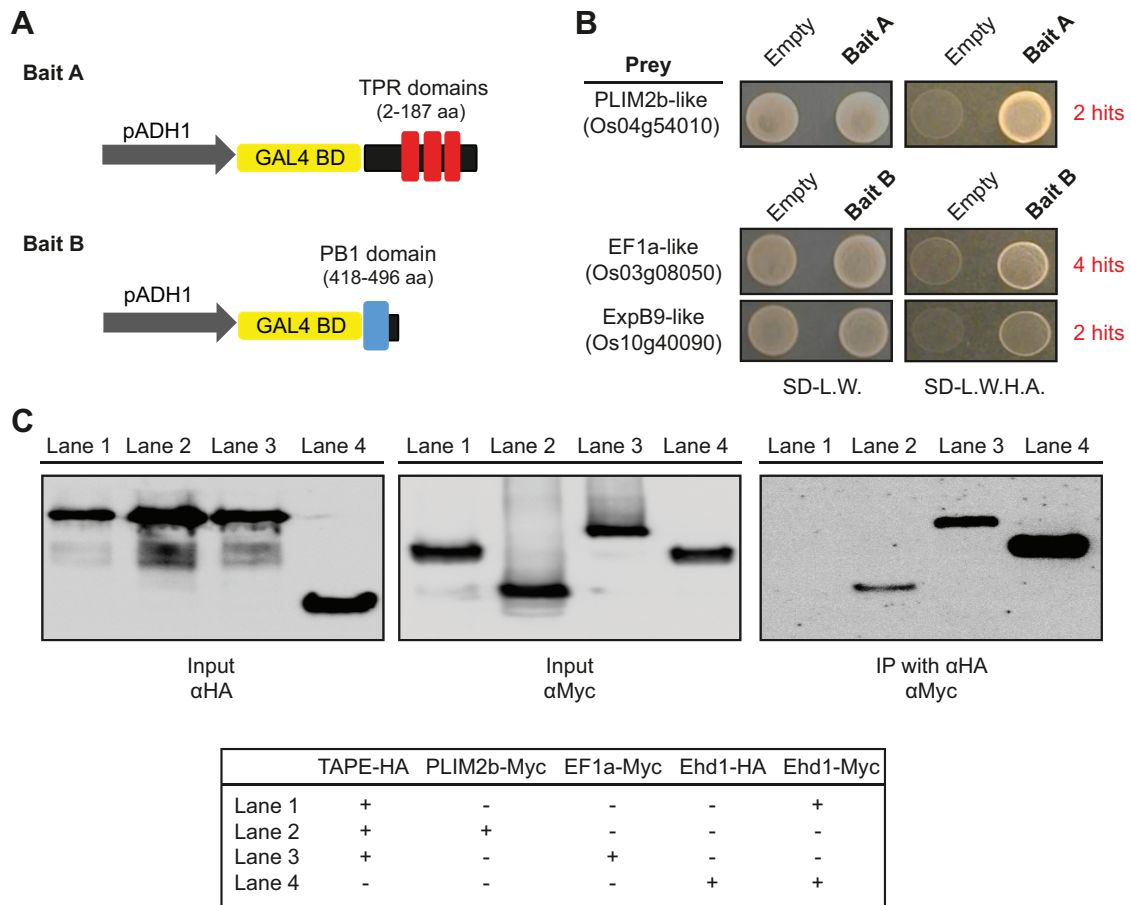 A
Bait A
TPR domains
(2-187 aa)
pADH1
GAL4 BD
Bait B
PB1 domain
(418-496 aa)
pADH1
GAL4 BD
B
Empty Bait A Empty Bait A
Prey
PLIM2b-like
(Os04g54010)
2 hits
Empty Bait B Empty Bait B
EF1a-like
(Os03g08050)
4 hits
ExpB9-like
(Os10g40090)
2 hits
SD-L.W. SD-L.W.H.A.
C
Lane 1 Lane 2 Lane 3 Lane 4 Lane 1 Lane 2 Lane 3 Lane 4 Lane 1 Lane 2 Lane 3 Lane 4
Input
αHA
Input
αMyc
IP with αHA
αMyc
TAPE-HA PLIM2b-Myc EF1a-Myc Ehd1-HA Ehd1-Myc
Lane 1 + - - - +
Lane 2 + + - - -
Lane 3 + - + - -
Lane 4 - - - + +